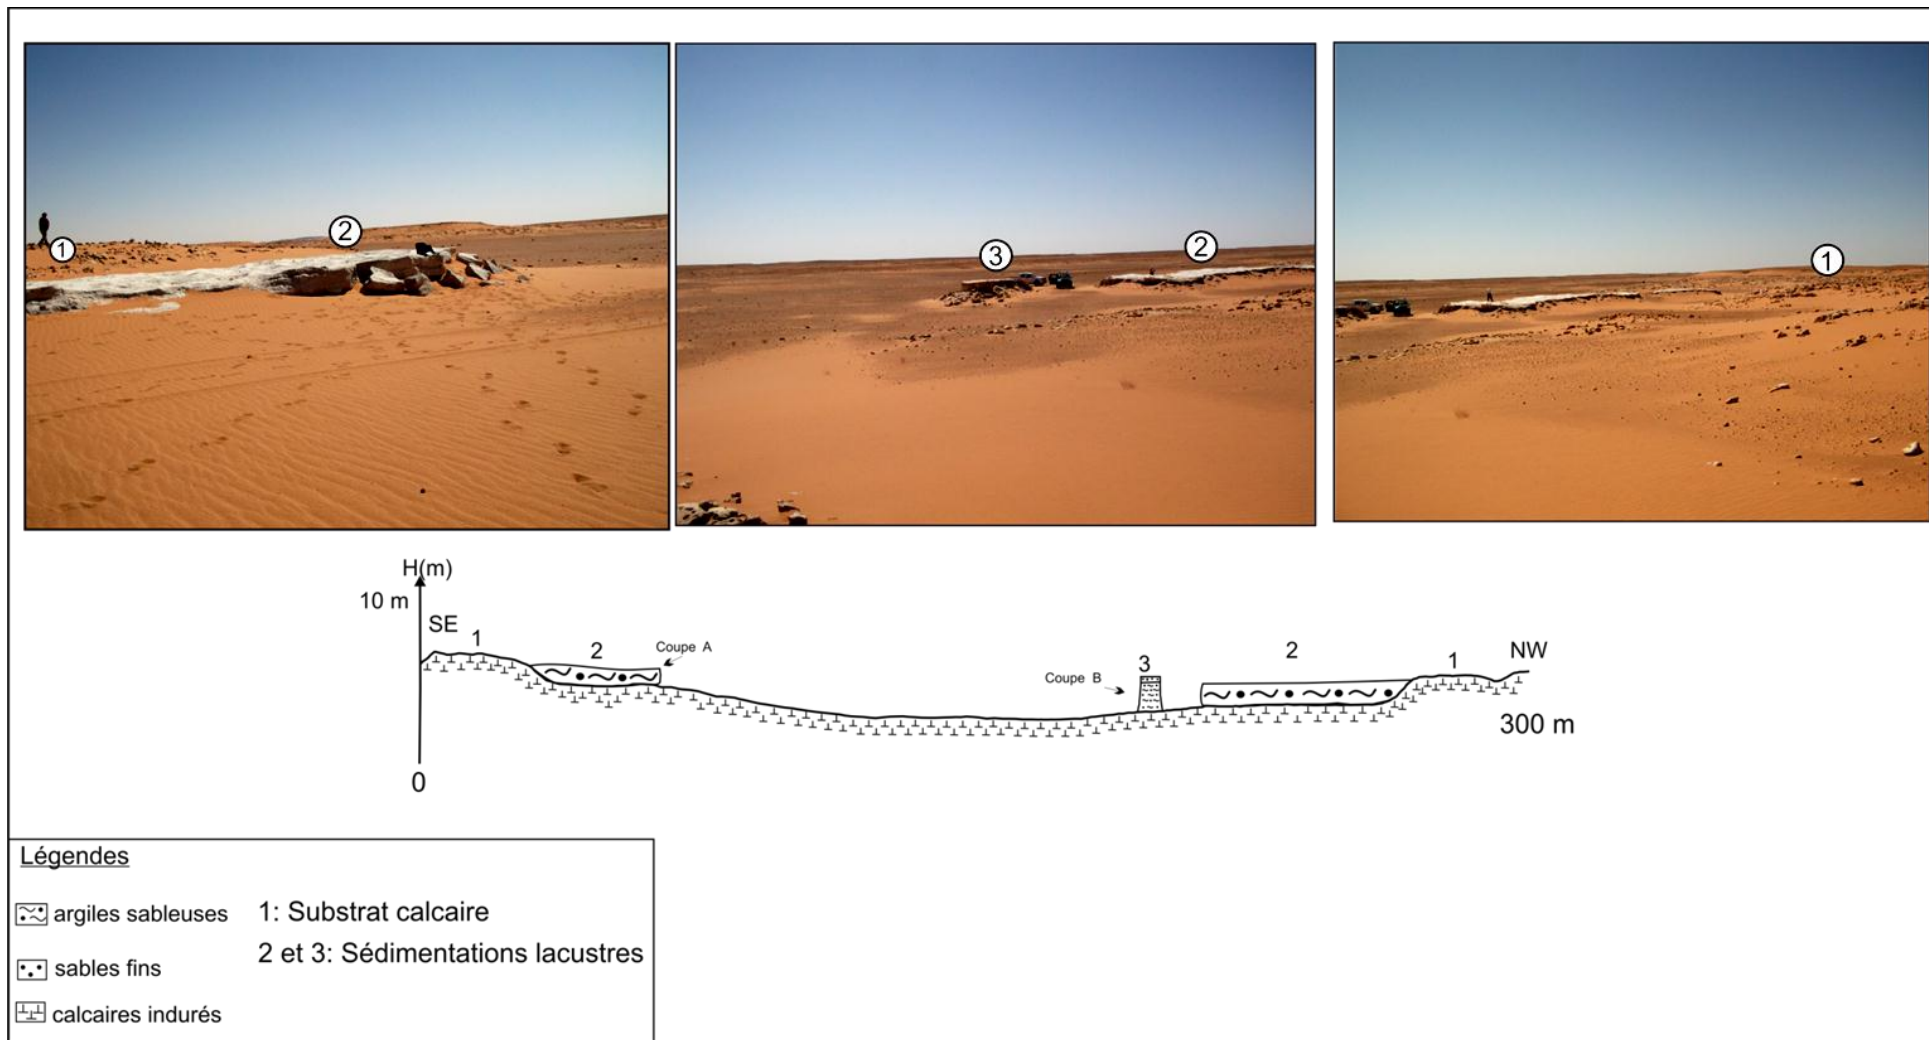 1
2
3
2
1
H(m)
10 m
SE
1
2
Coupe A
Coupe B
3
2
1
NW
300 m
0
Légendes
argiles sableuses
1: Substrat calcaire
2 et 3: Sédimentations lacustres
sables fins
calcaires indurés